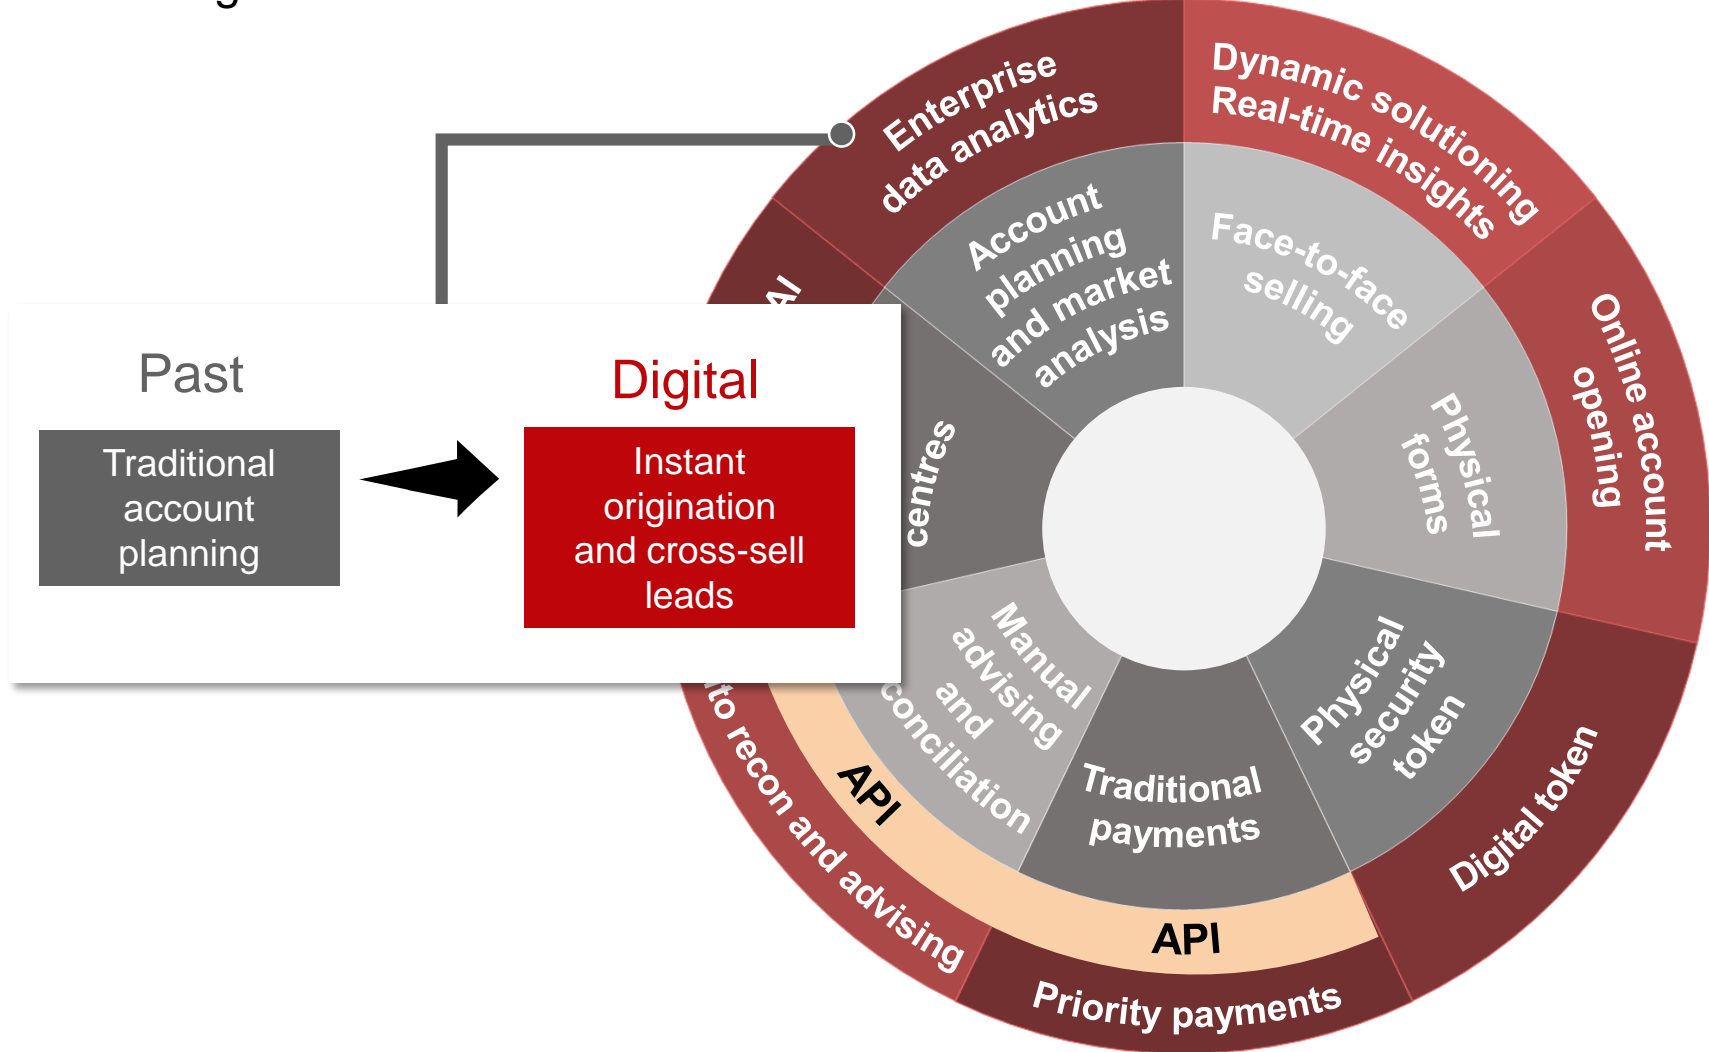 Past
Traditional
account
planning
Digital
Instant
origination
and cross-sell
leads
Enterprise
data analytics
Dynamic solutioning
Real-time insights
Online account
opening
Digital token
Priority payments
recon and advising
AI
API
API
Account
planning
and market
analysis
Face-to-face
selling
Physical
forms
Physical
security
token
Traditional
payments
Manual
advising
and
centres